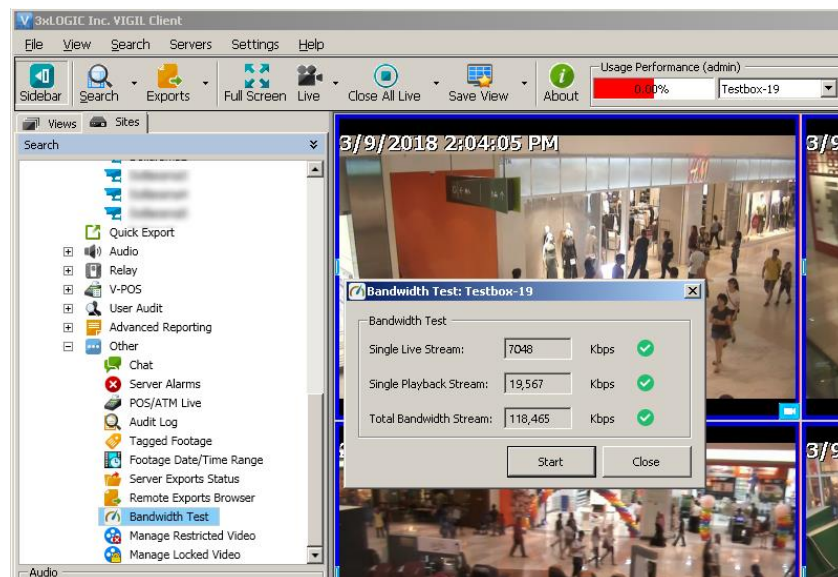 3xLOGIC Inc. VIGIL Client
File View Search Servers Settings Help
Sidebar Search Exports Full Screen Live Close All Live Save View About
Usage Performance (admin)
0.00% Testbox-19
Views Sites
Search
Quick Export
Audio
Relay
V-POS
User Audit
Advanced Reporting
Other
Chat
Server Alarms
POS/ATM Live
Audit Log
Tagged Footage
Footage Date/Time Range
Server Exports Status
Remote Exports Browser
Bandwidth Test
Manage Restricted Video
Manage Locked Video
Audio
3/9/2018 2:04:05 PM
3/9
Bandwidth Test: Testbox-19
Bandwidth Test
Single Live Stream: 7048 Kbps
Single Playback Stream: 19,567 Kbps
Total Bandwidth Stream: 118,465 Kbps
Start Close
3/9